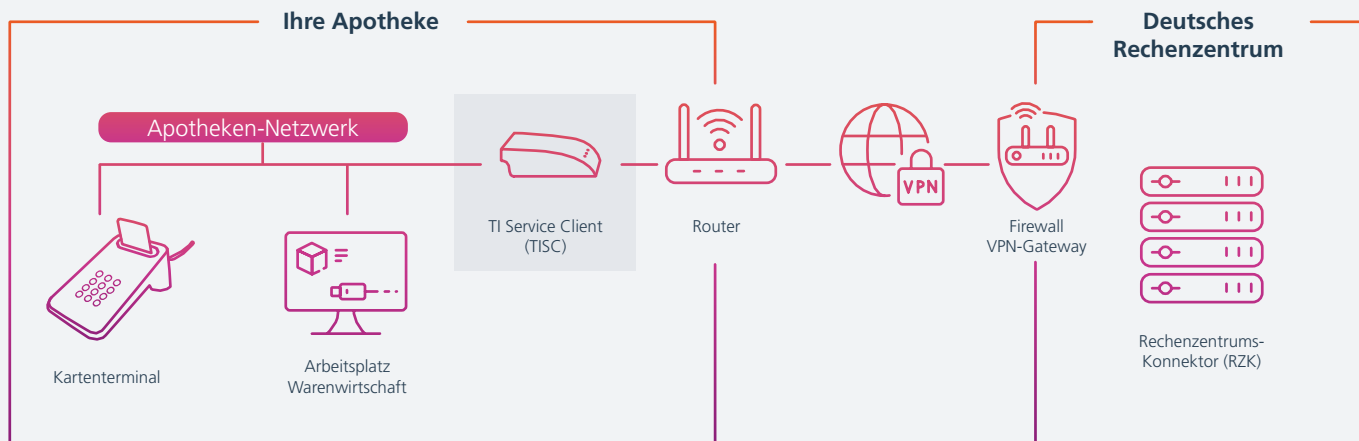 Ihre Apotheke
Deutsches
Rechenzentrum
Apotheken-Netzwerk
VPN
TI Service Client
(TISC)
Router
Firewall
VPN-Gateway
Kartenterminal
Arbeitsplatz
Warenwirtschaft
Rechenzentrums-
Konnektor (RZK)